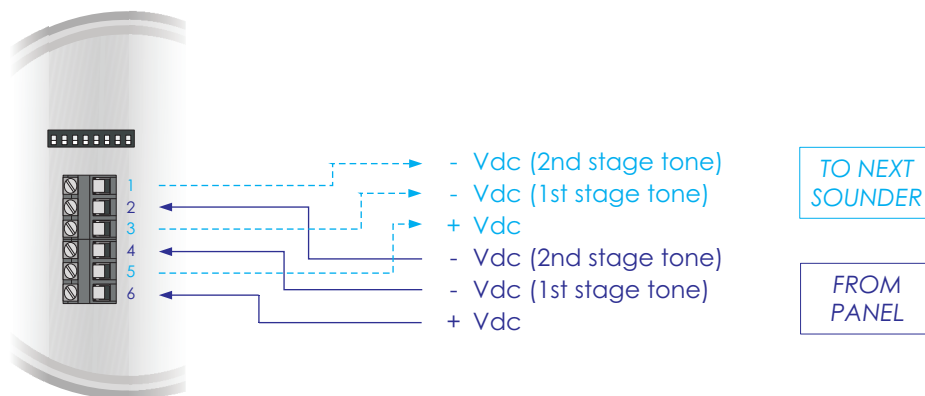 1
2
3
4
5
6
- Vdc (2nd stage tone)
- Vdc (1st stage tone)
+ Vdc
- Vdc (2nd stage tone)
- Vdc (1st stage tone)
+ Vdc
TO NEXT
SOUNDER
FROM
PANEL